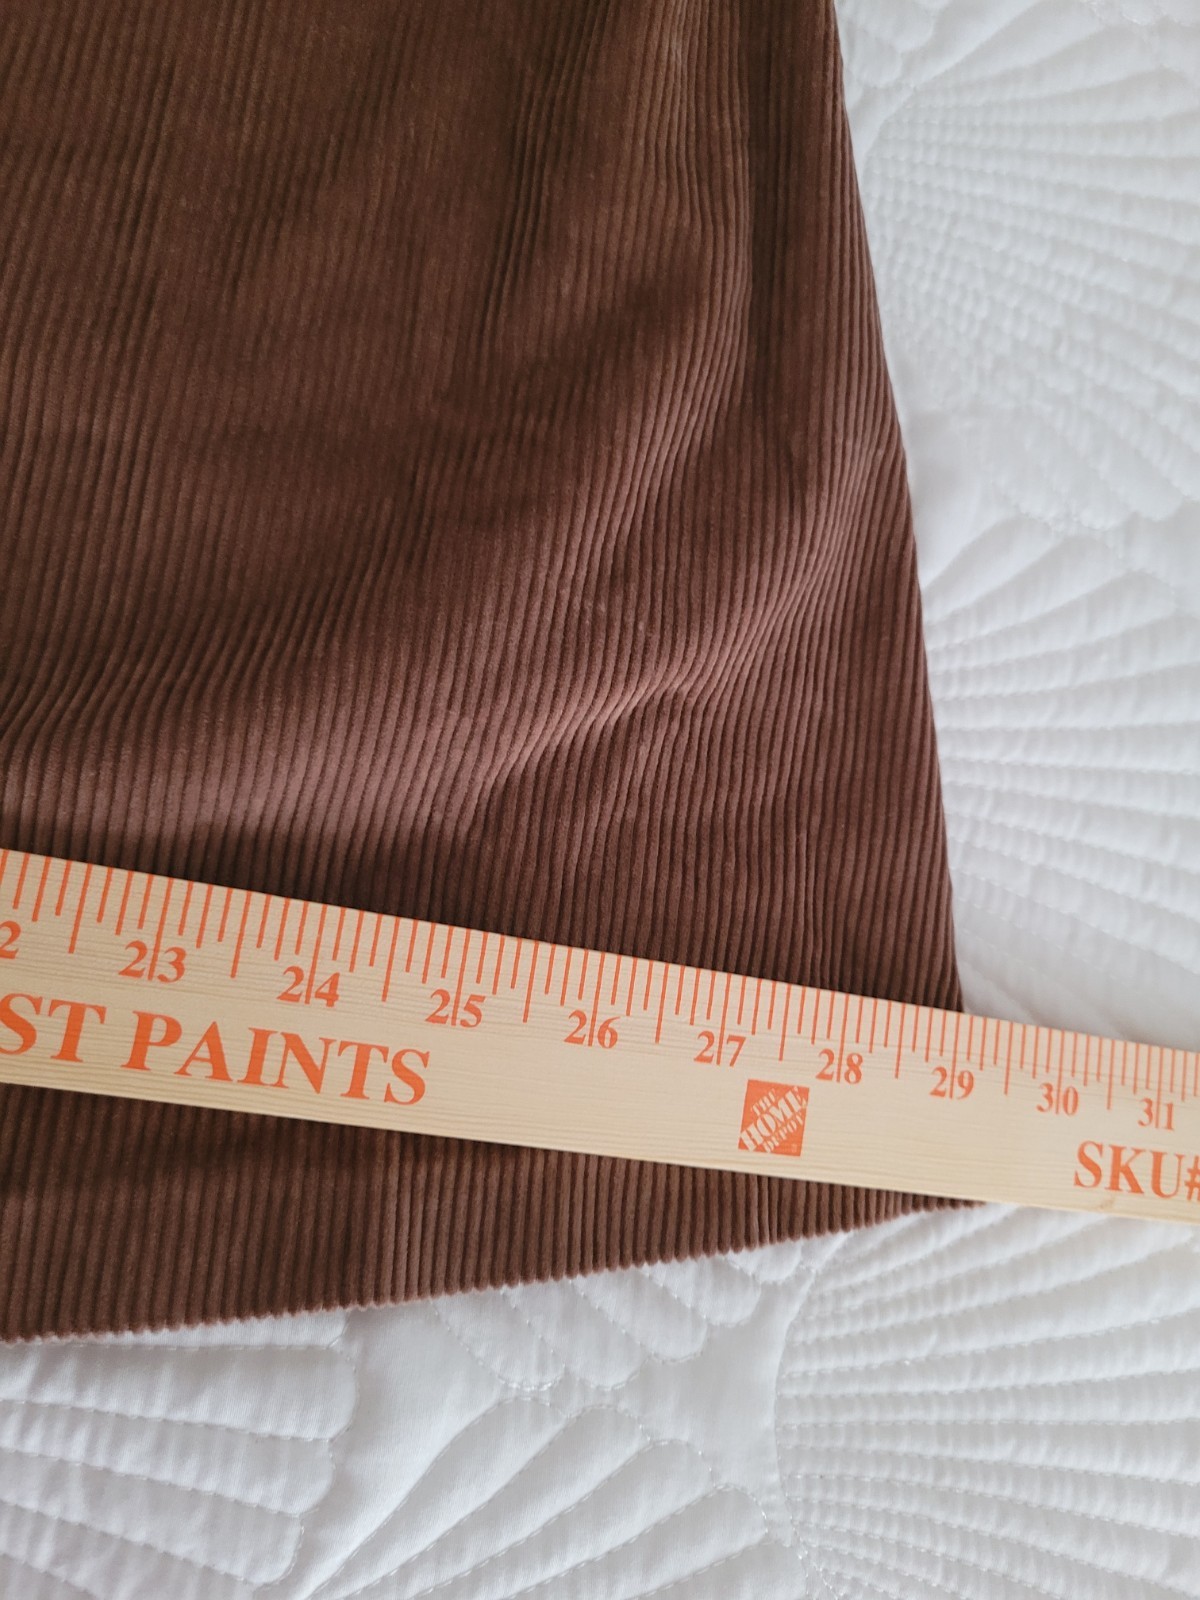 2 23 24 25 26 27 28 29 30 31
ST PAINTS
THE
HOME
DEPOT
SKU#